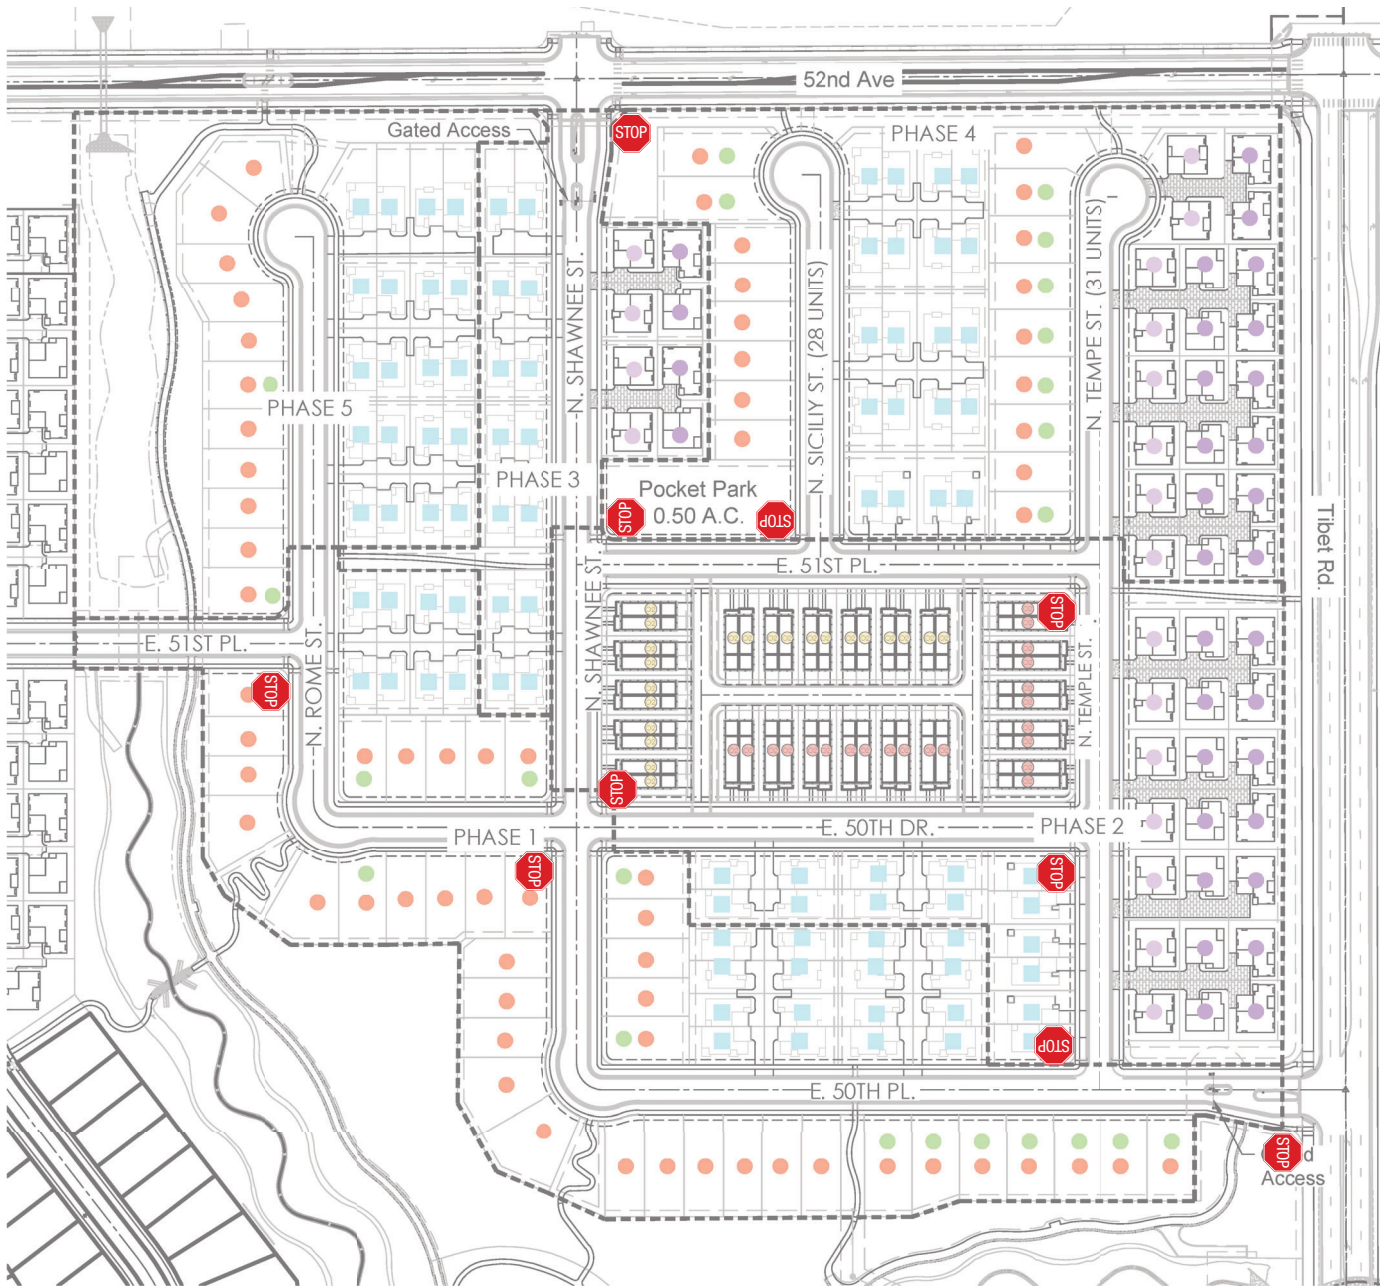 52nd Ave
Gated Access
STOP
PHASE 4
N. SHAWNEE ST.
N. SICILIY ST. (28 UNITS)
N. TEMPE ST. (31 UNITS)
PHASE 5
PHASE 3
Pocket Park
0.50 A.C.
STOP
STOP
Tibet Rd.
E. 51ST PL.
N. SHAWNEE ST.
STOP
E. 51ST PL.
N. ROME ST.
N. TEMPLE ST.
STOP
STOP
PHASE 1
E. 50TH DR.
PHASE 2
STOP
STOP
STOP
E. 50TH PL.
STOP
Access